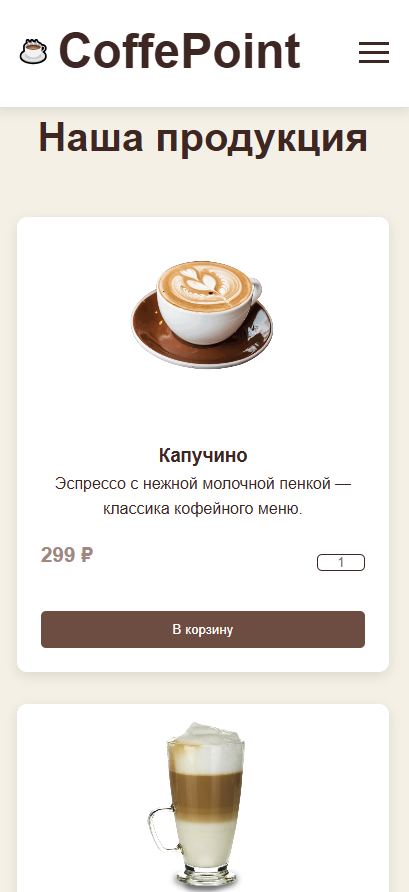 CoffePoint
Наша продукция
Капучино
Эспрессо с нежной молочной пенкой —
классика кофейного меню.
299 ₽
1
В корзину